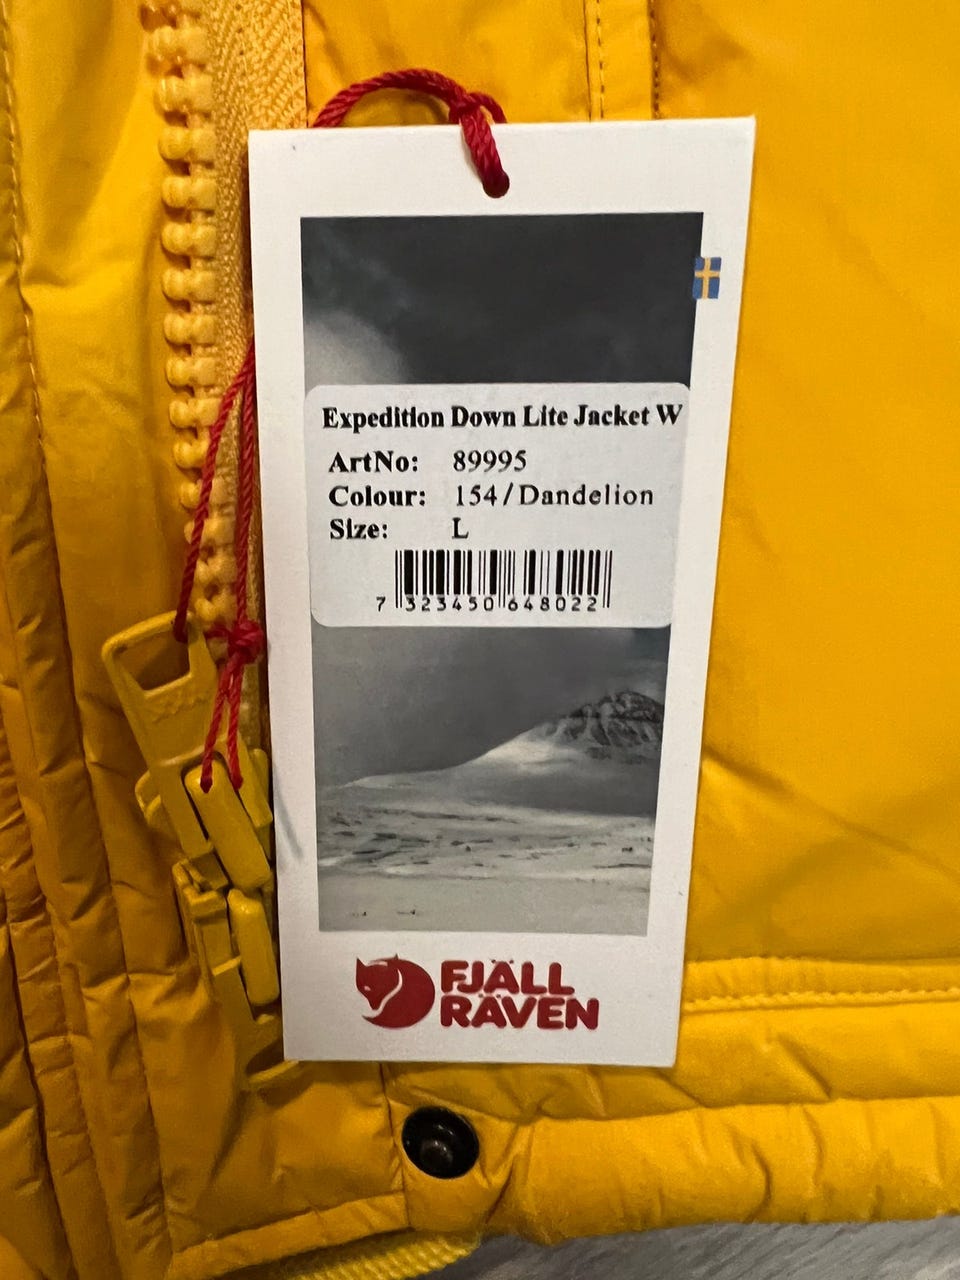 Expedition Down Lite Jacket W
ArtNo: 89995
Colour: 154/Dandelion
Size: L
7 323450 648022
FJÄLL
RÄVEN